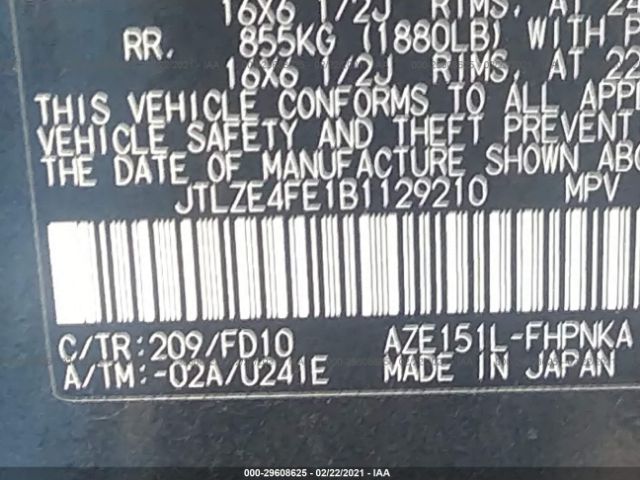 16X6 1/2J RIMS, AT 24
RR. 855KG (1880LB) WITH P
16X6 1/2J RIMS, AT 22
THIS VEHICLE CONFORMS TO ALL APP
VEHICLE SAFETY AND THEFT PREVENT
THE DATE OF MANUFACTURE SHOWN ABO
JTLZE4FE1B1129210 MPV
C/TR: 209/FD10 AZE151L-FHPNKA
A/TM: -02A/U241E MADE IN JAPAN
000-29608625 - 02/22/2021 - IAA